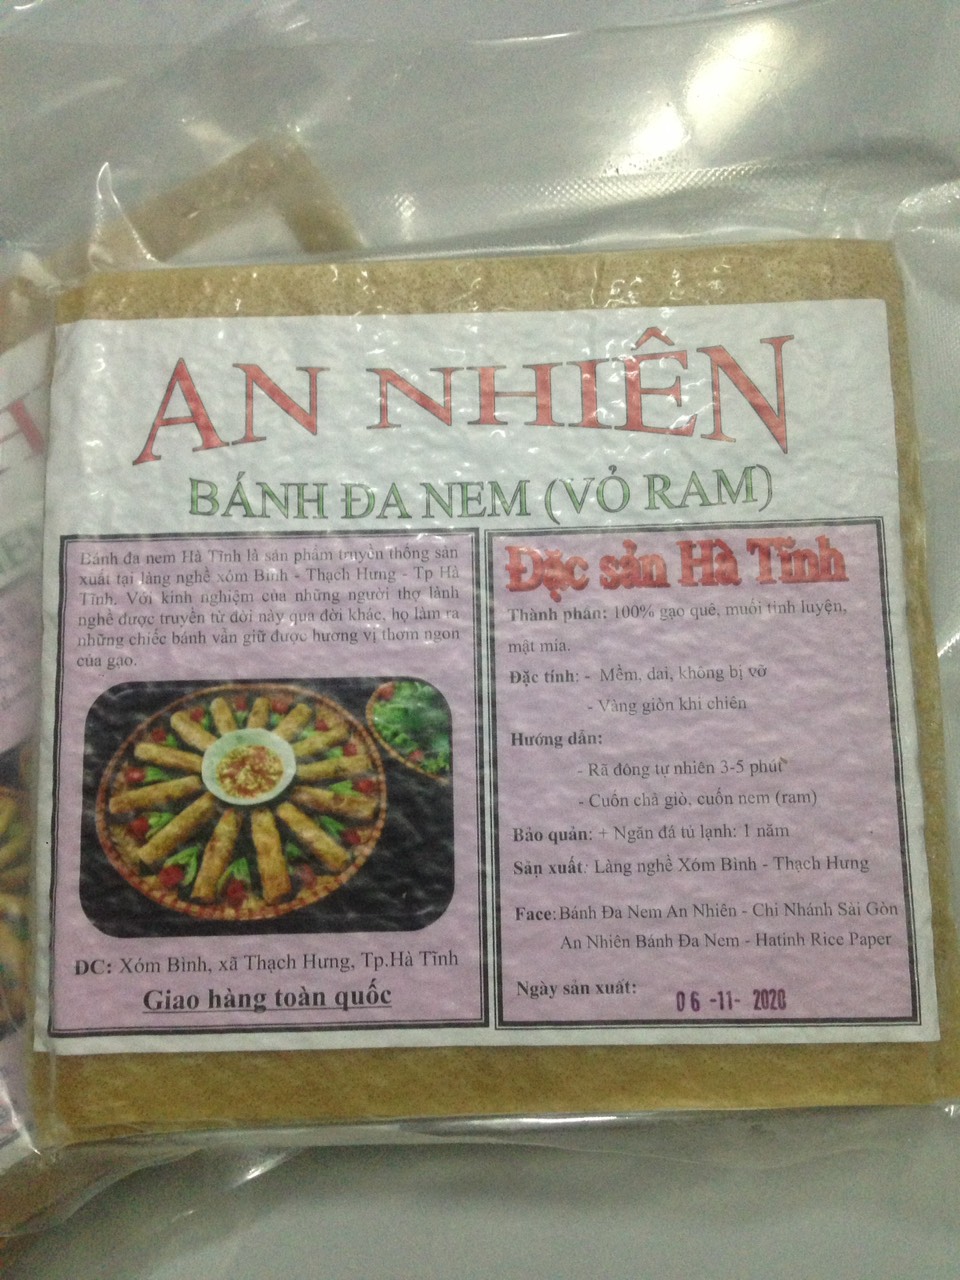 AN NHIÊN
BÁNH ĐA NEM (VỎ RAM)
Bánh đa nem Hà Tĩnh là sản phẩm truyền thống sản
xuất tại làng nghề xóm Bình - Thạch Hưng - Tp Hà
Tĩnh. Với kinh nghiệm của những người thợ lành
nghề được truyền từ đời này qua đời khác, họ làm ra
những chiếc bánh vẫn giữ được hương vị thơm ngon
của gạo.
ĐC: Xóm Bình, xã Thạch Hưng, Tp.Hà Tĩnh
Giao hàng toàn quốc
Đặc sản Hà Tĩnh
Thành phần: 100% gạo quê, muối tinh luyện,
mật mía.
Đặc tính: - Mềm, dai, không bị vỡ
- Vàng giòn khi chiên
Hướng dẫn:
- Rã đông tự nhiên 3-5 phút
- Cuốn chả giò, cuốn nem (ram)
Bảo quản: + Ngăn đá tủ lạnh: 1 năm
Sản xuất: Làng nghề Xóm Bình - Thạch Hưng
Face: Bánh Đa Nem An Nhiên - Chi Nhánh Sài Gòn
An Nhiên Bánh Đa Nem - Hatinh Rice Paper
Ngày sản xuất: 06 -11- 2020